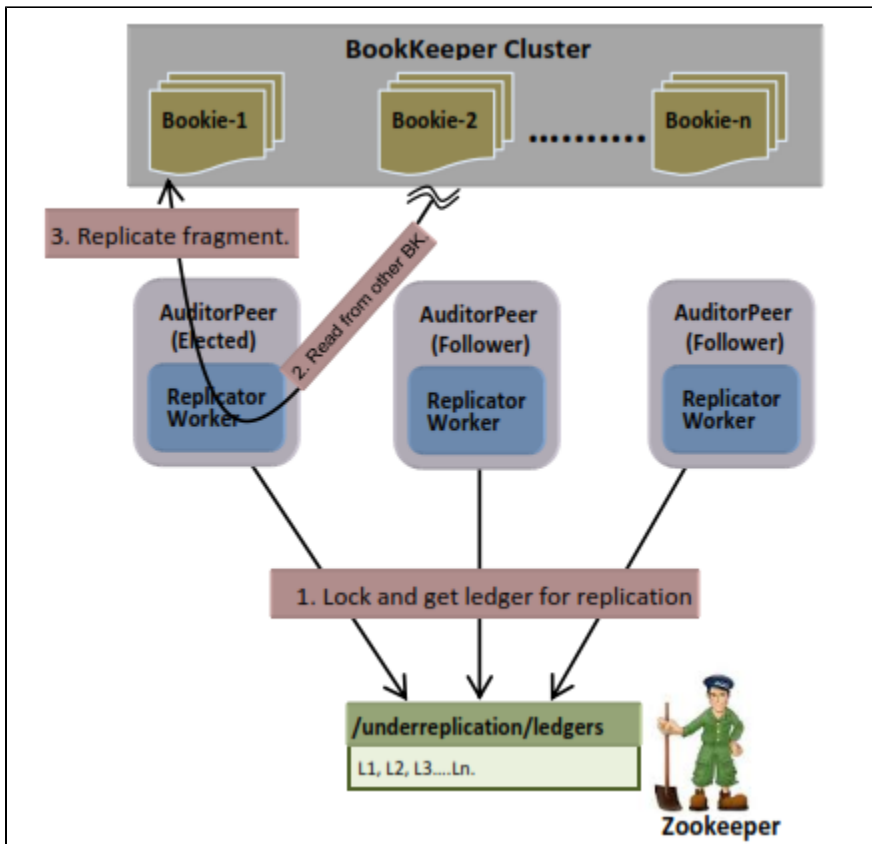 BookKeeper Cluster
Bookie-1
Bookie-2
..........
Bookie-n
3. Replicate fragment.
2. Read from other BK.
AuditorPeer
(Elected)
Replicator
Worker
AuditorPeer
(Follower)
Replicator
Worker
AuditorPeer
(Follower)
Replicator
Worker
1. Lock and get ledger for replication
/underreplication/ledgers
L1, L2, L3....Ln.
Zookeeper